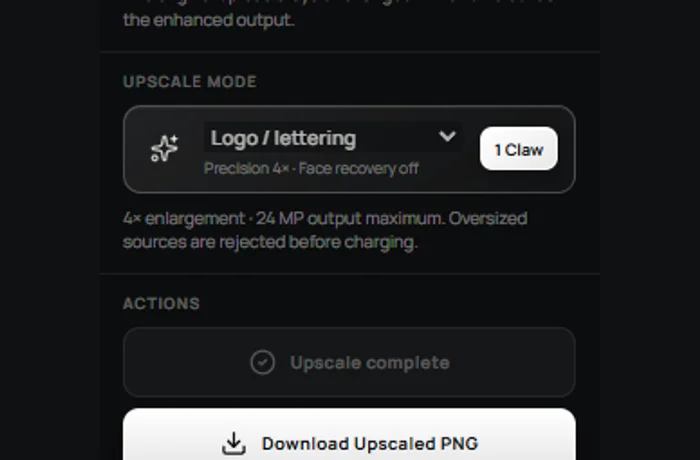 the enhanced output.
UPSCALE MODE
Logo / lettering
1 Claw
Precision 4× · Face recovery off
4× enlargement · 24 MP output maximum. Oversized
sources are rejected before charging.
ACTIONS
Upscale complete
Download Upscaled PNG